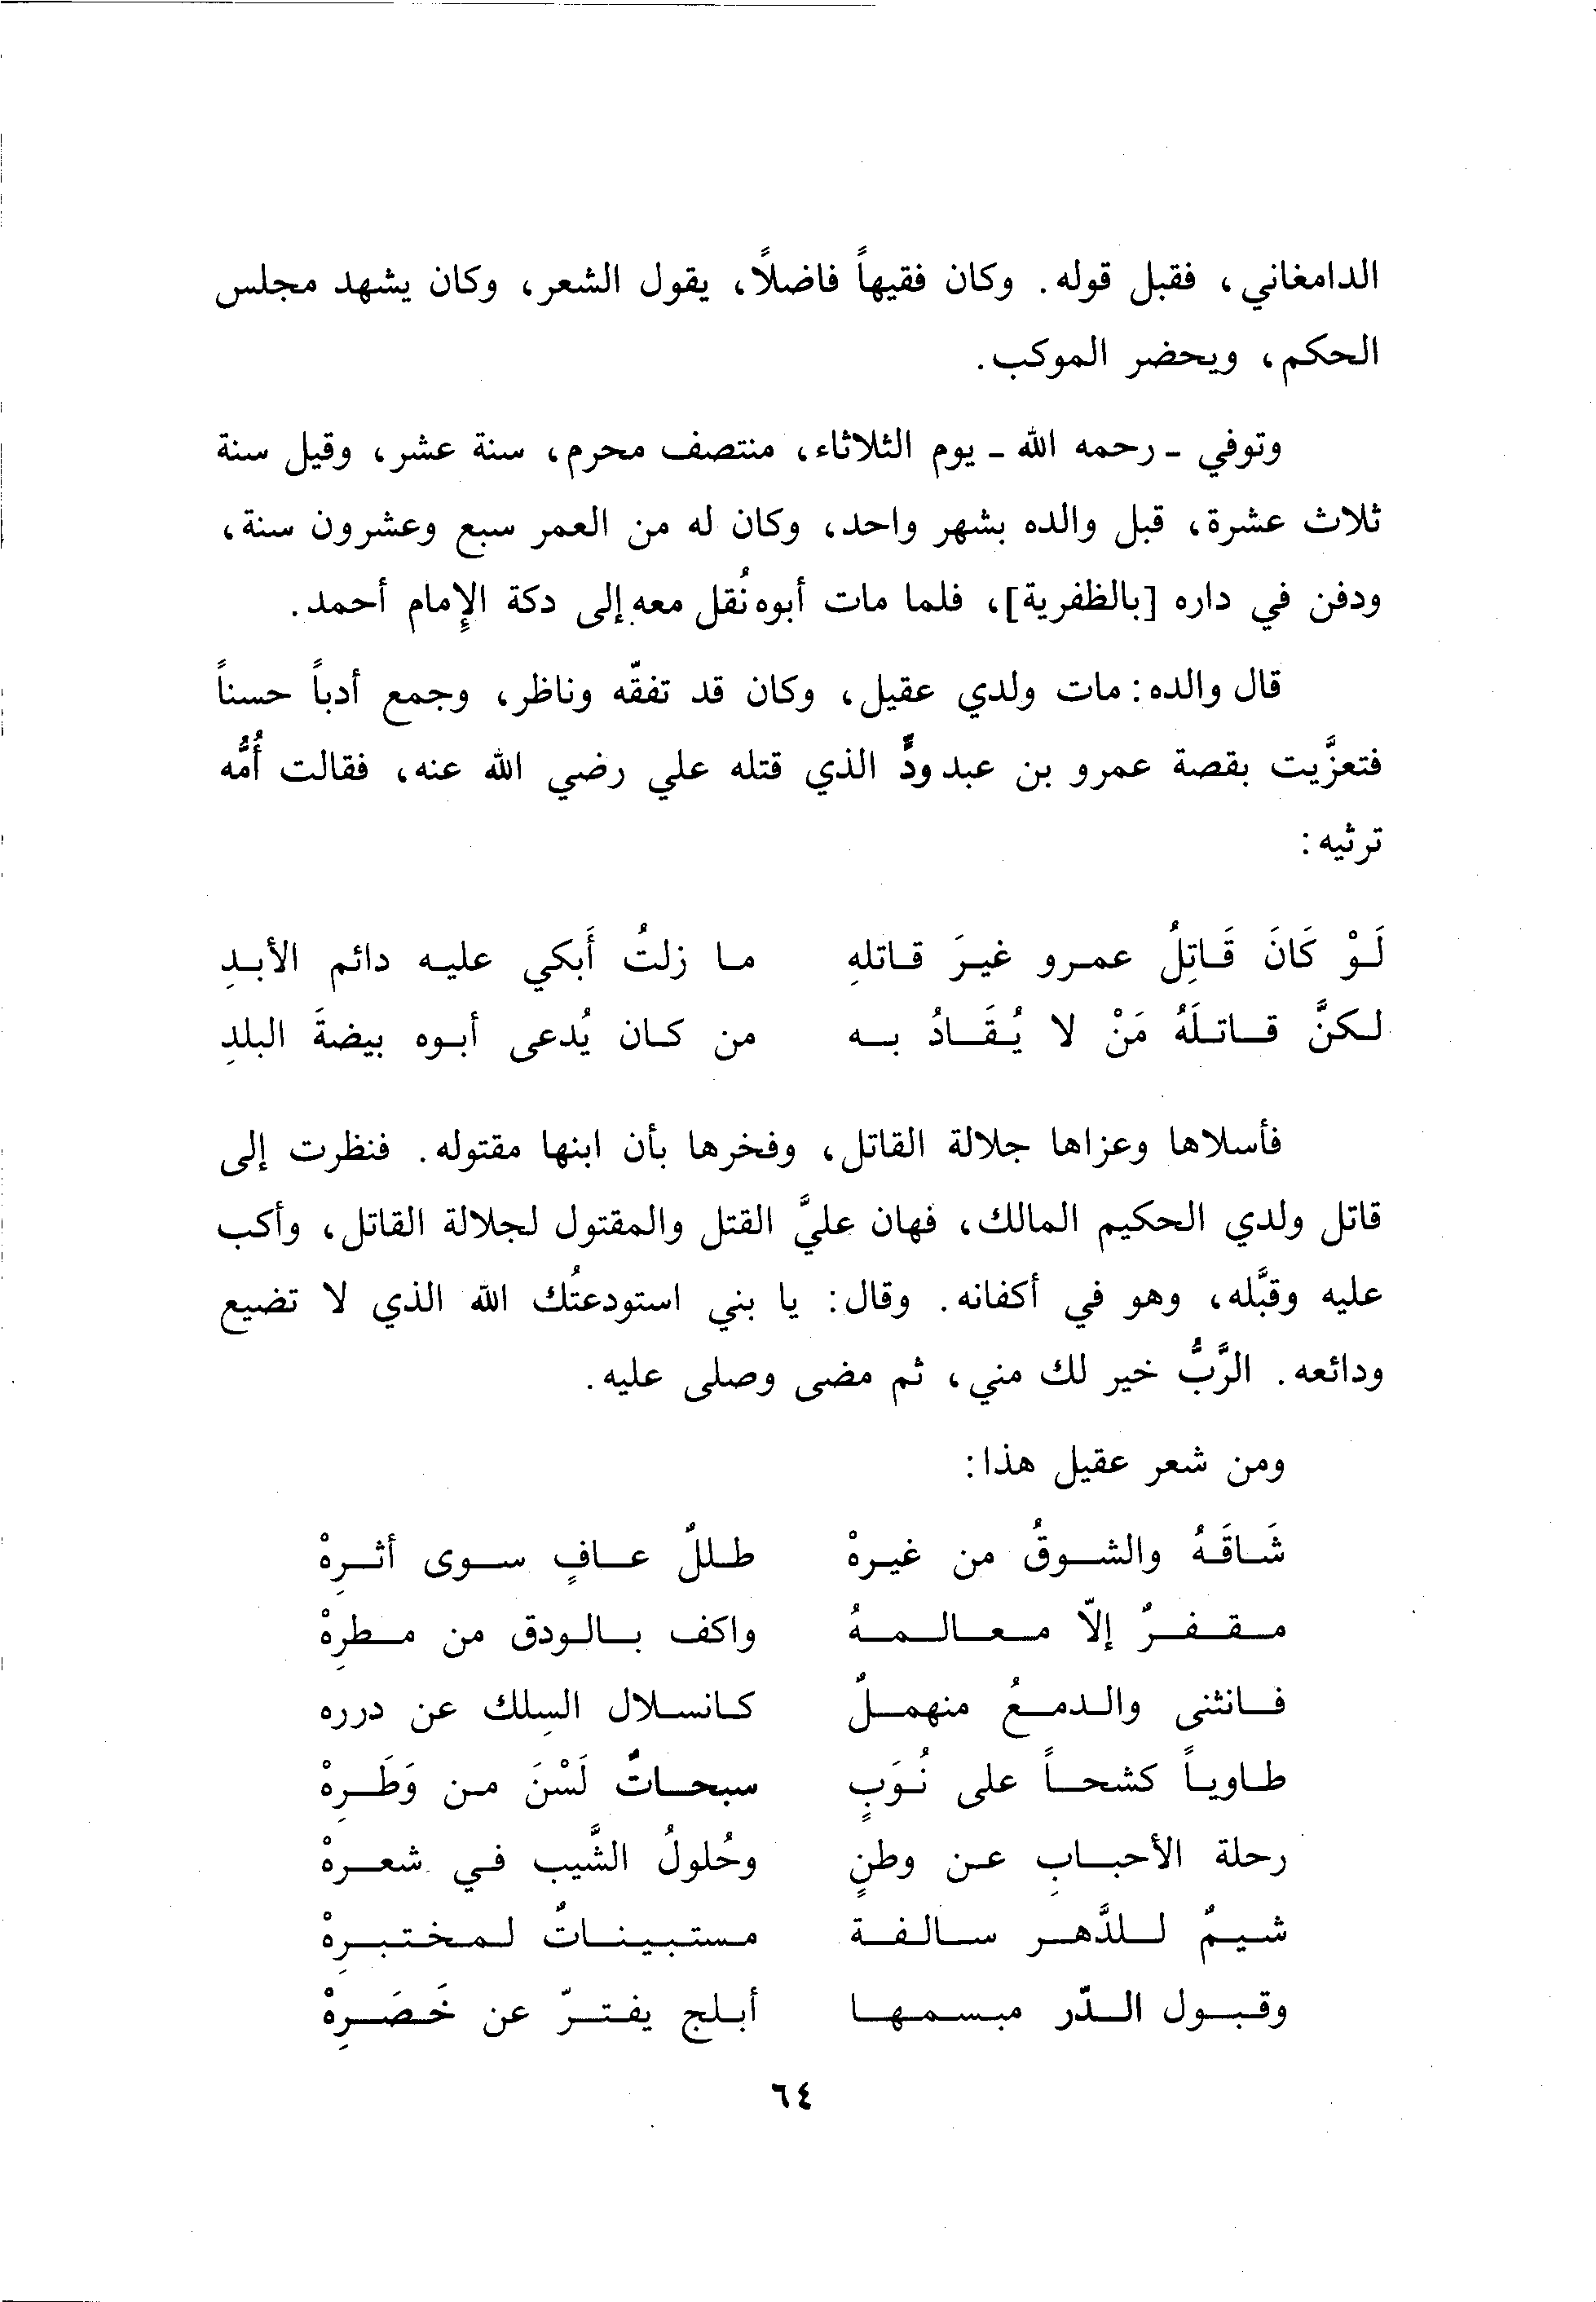 الدامغاني، فقبل قوله. وكان فقيهاً فاضلاً، يقول الشعر، وكان يشهد مجلس
الحكم، ويحضر الموكب.
وتوفي - رحمه الله - يوم الثلاثاء، منتصف محرم، سنة عشر، وقيل سنة
ثلاث عشرة، قبل والده بشهر واحد، وكان له من العمر سبع وعشرون سنة،
ودفن في داره [بالظفرية]، فلما مات أبوه نُقل معه إلى دكة الإمام أحمد.
قال والده: مات ولدي عقيل، وكان قد تفقّه وناظر، وجمع أدباً حسناً
فتعزَّيت بقصة عمرو بن عبد ودٍّ الذي قتله علي رضي الله عنه، فقالت أُمُّه
ترثيه:
لَوْ كَانَ قَاتِلُ عمرو غيرَ قاتلهِ ما زلتُ أَبكي عليه دائم الأبدِ
لكنَّ قاتلَهُ مَنْ لا يُقَادُ به من كان يُدعى أبوه بيضةَ البلدِ
فأسلاها وعزاها جلالة القاتل، وفخرها بأن ابنها مقتوله. فنظرت إلى
قاتل ولدي الحكيم المالك، فهان عليَّ القتل والمقتول لجلالة القاتل، وأكب
عليه وقبَّله، وهو في أكفانه. وقال: يا بني استودعتُك الله الذي لا تضيع
ودائعه. الرَّبُّ خير لك مني، ثم مضى وصلى عليه.
ومن شعر عقيل هذا:
شَاقَهُ والشوقُ من غيرهْ طللٌ عافٍ سوى أثرِهْ
مقفرٌ إلاّ معالمهُ واكف بالودق من مطرِهْ
فانثنى والدمعُ منهملٌ كانسلال السِلك عن درره
طاوياً كشحاً على نُوَبٍ سبحاتٌ لَسْنَ من وَطَرِهْ
رحلة الأحبابِ عن وطنٍ وحُلولُ الشَّيب في شعرهْ
شيمٌ للدَّهر سالفة مستبيناتٌ لمختبرِهْ
وقبول الدّر مبسمها أبلج يفترّ عن خَصَرِهْ
٦٤